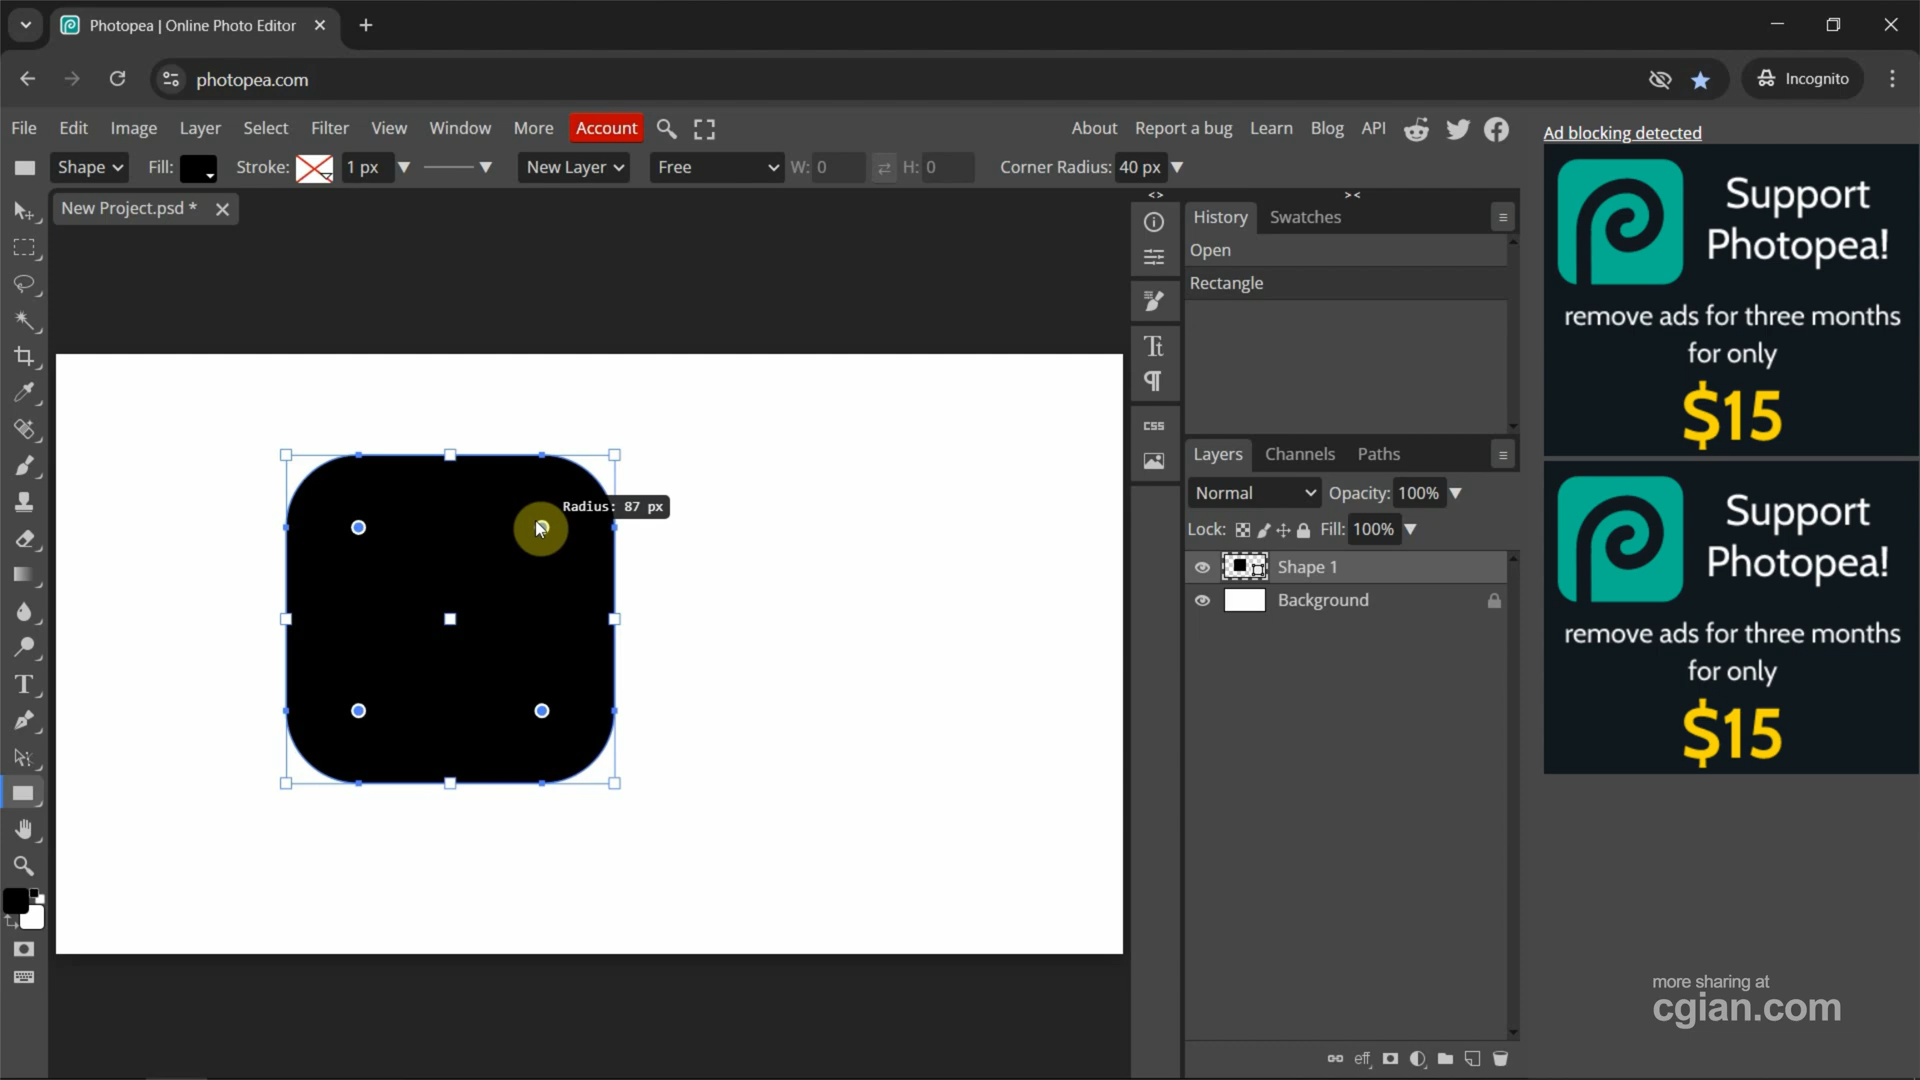 Photopea | Online Photo Editor
photopea.com
Incognito
File Edit Image Layer Select Filter View Window More Account
About Report a bug Learn Blog API
Shape Fill: Stroke: 1 px New Layer Free W: 0 H: 0 Corner Radius: 40 px
New Project.psd *
<> ><
History Swatches
Open
Rectangle
Radius: 87 px
CSS
Layers Channels Paths
Normal Opacity: 100%
Lock: Fill: 100%
Shape 1
Background
eff
Ad blocking detected
Support
Photopea!
remove ads for three months
for only
$15
Support
Photopea!
remove ads for three months
for only
$15
more sharing at
cgian.com